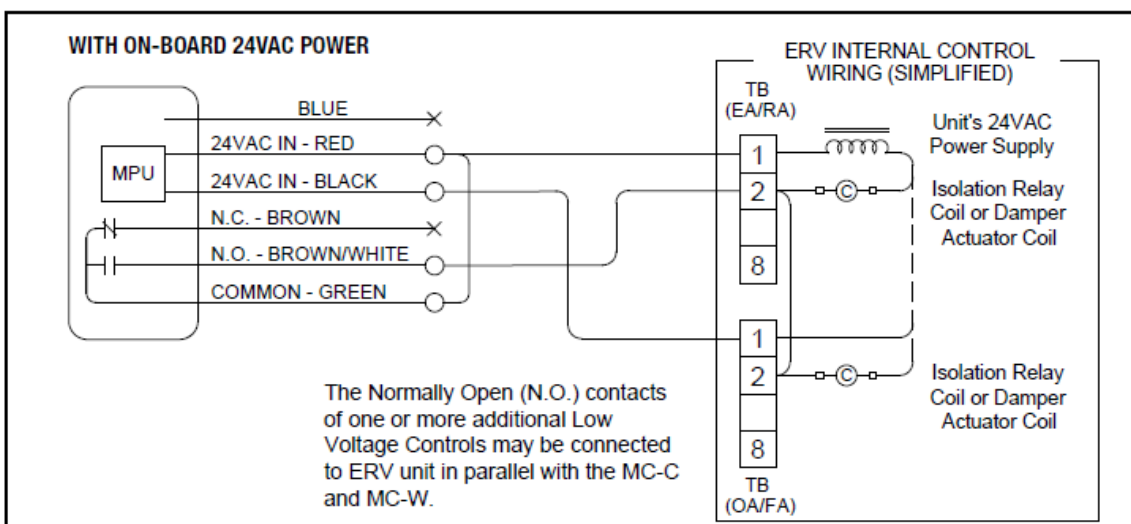 WITH ON-BOARD 24VAC POWER
ERV INTERNAL CONTROL
WIRING (SIMPLIFIED)
BLUE
24VAC IN - RED
MPU
24VAC IN - BLACK
N.C. - BROWN
N.O. - BROWN/WHITE
COMMON - GREEN
TB
(EA/RA)
1
2
8
Unit's 24VAC
Power Supply
C
Isolation Relay
Coil or Damper
Actuator Coil
1
2
8
TB
(OA/FA)
C
Isolation Relay
Coil or Damper
Actuator Coil
The Normally Open (N.O.) contacts
of one or more additional Low
Voltage Controls may be connected
to ERV unit in parallel with the MC-C
and MC-W.